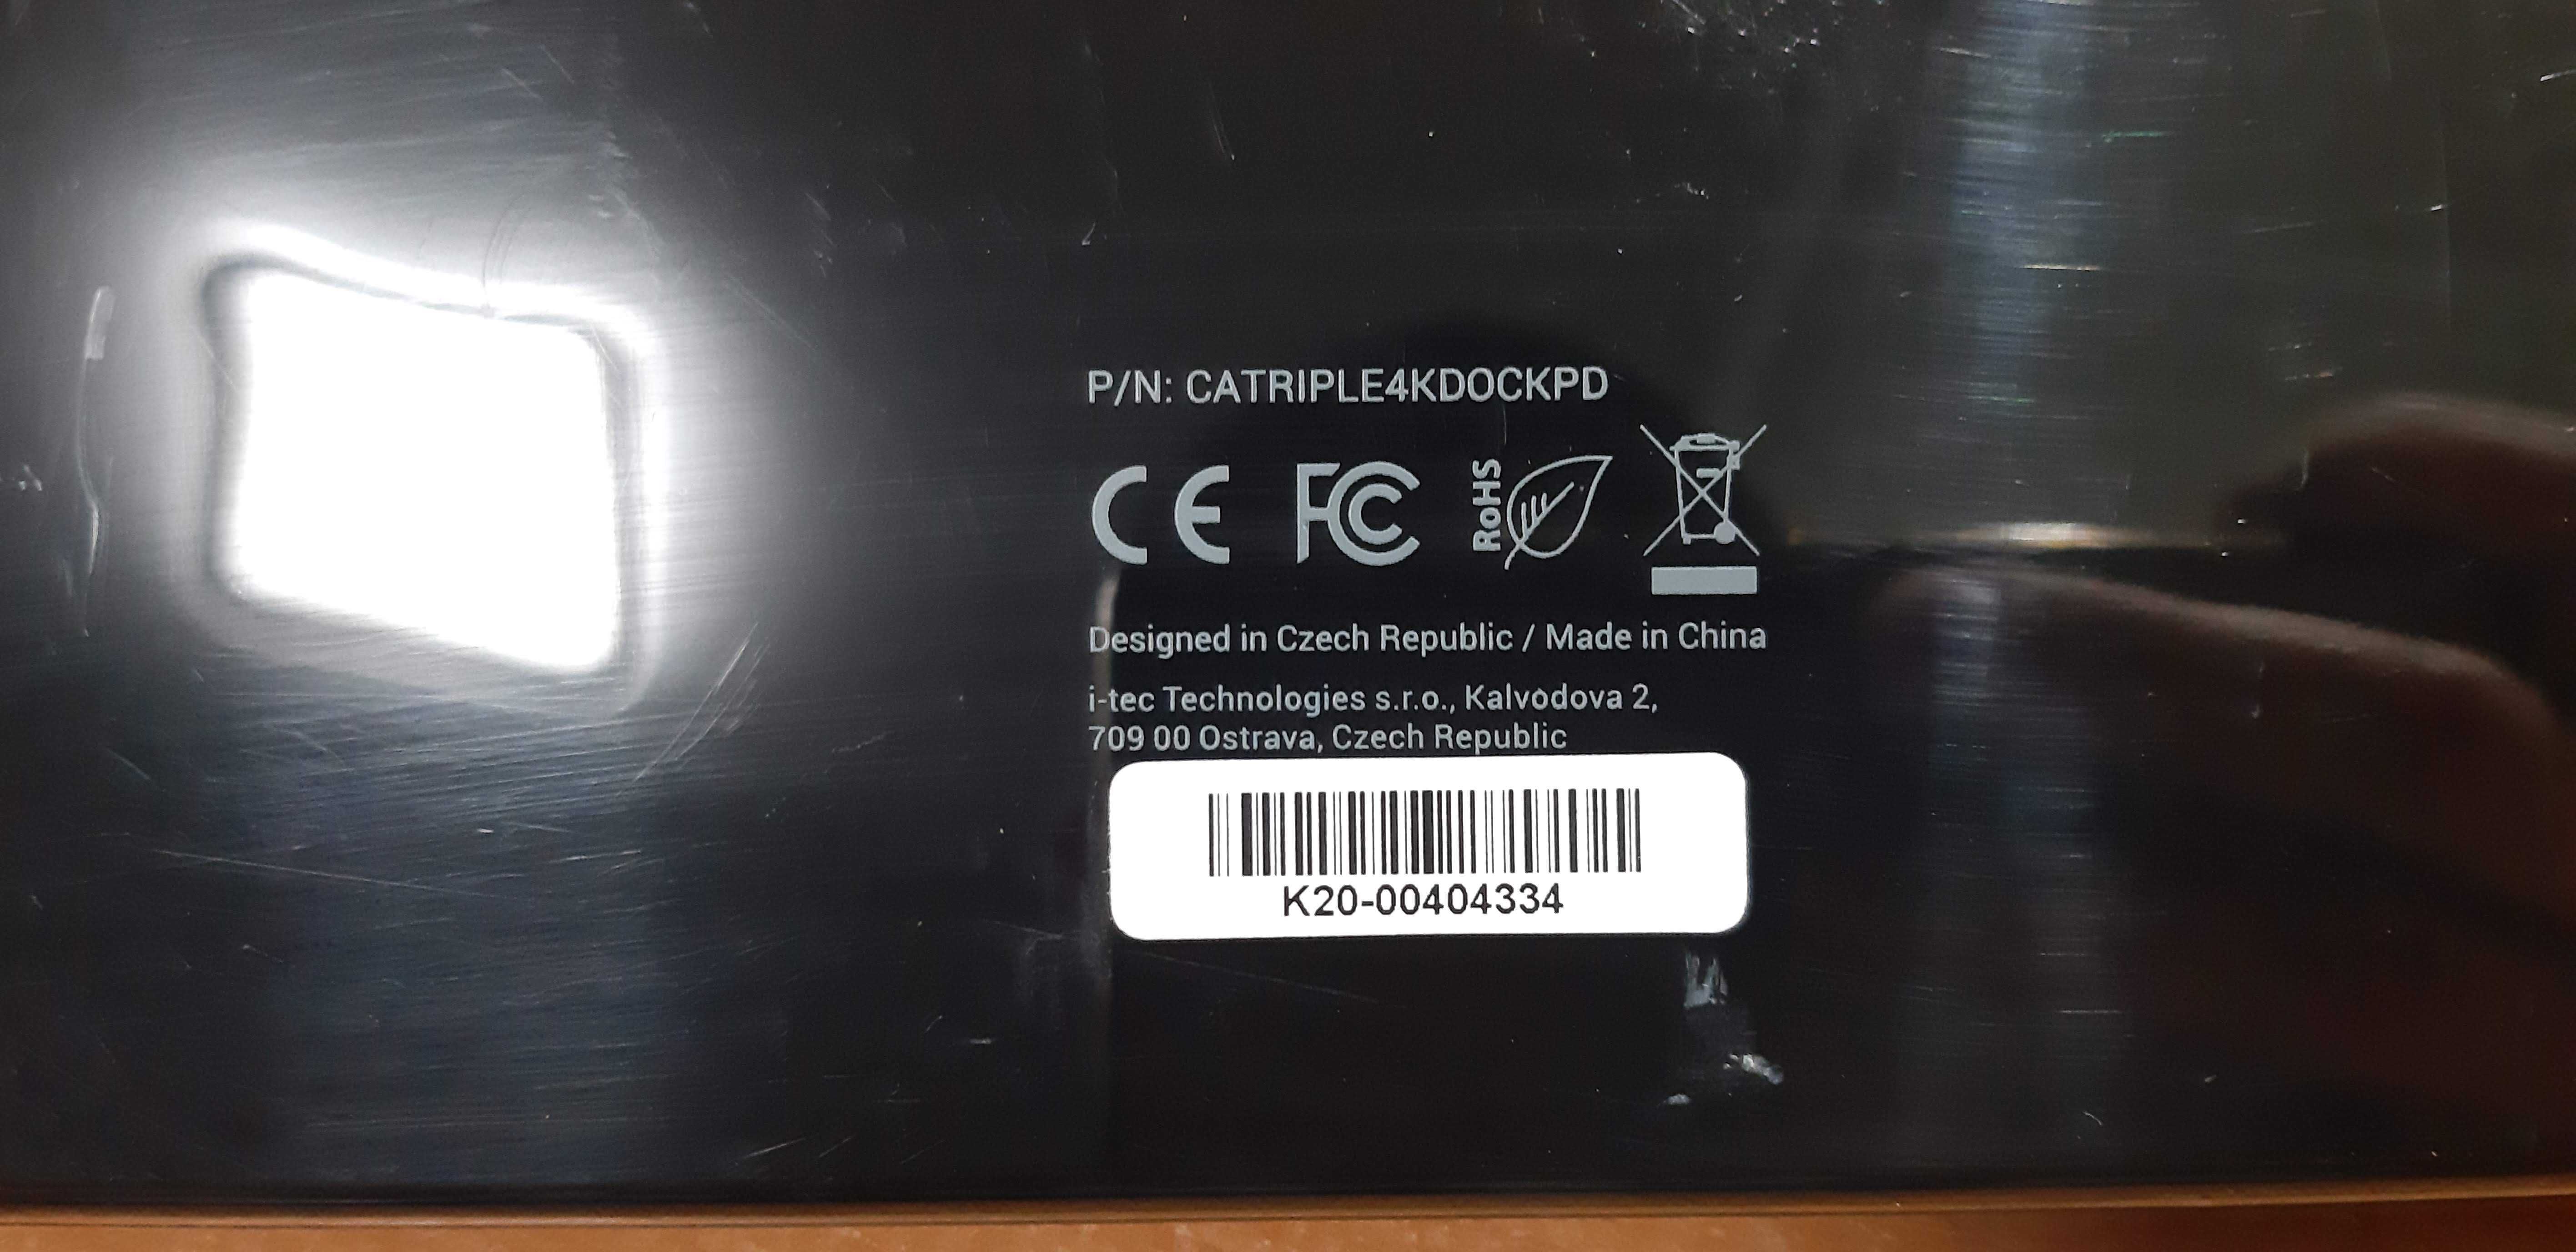 P/N: CATRIPLE4KDOCKPD
CE FC RoHS
Designed in Czech Republic / Made in China
i-tec Technologies s.r.o., Kalvodova 2,
709 00 Ostrava, Czech Republic
K20-00404334